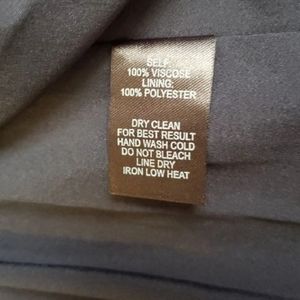 SELF:
100% VISCOSE
LINING:
100% POLYESTER
DRY CLEAN
FOR BEST RESULT
HAND WASH COLD
DO NOT BLEACH
LINE DRY
IRON LOW HEAT